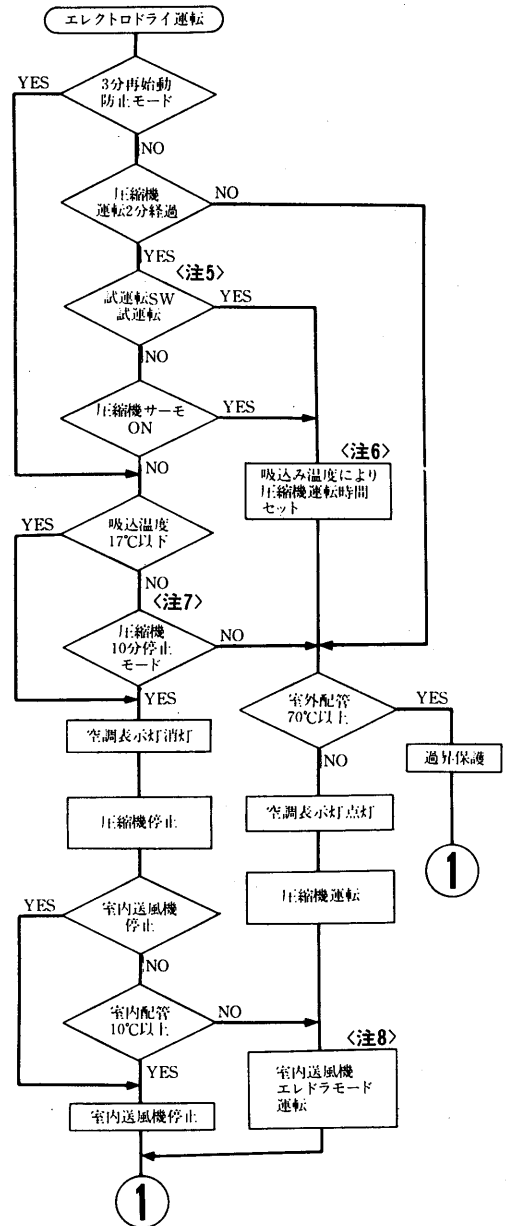 エレクトロドライ運転
YES
3分再始動
防止モード
NO
圧縮機
運転2分経過
NO
YES
<注5>
試運転SW
試運転
YES
NO
圧縮機サーモ
ON
YES
NO
<注6>
吸込み温度により
圧縮機運転時間
セット
YES
吸込温度
17℃以下
NO
<注7>
圧縮機
10分停止
モード
NO
YES
室外配管
70℃以上
YES
NO
空調表示灯消灯
過昇保護
圧縮機停止
空調表示灯点灯
1
圧縮機運転
YES
室内送風機
停止
NO
室内配管
10℃以上
NO
YES
<注8>
室内送風機
エレドラモード
運転
室内送風機停止
1